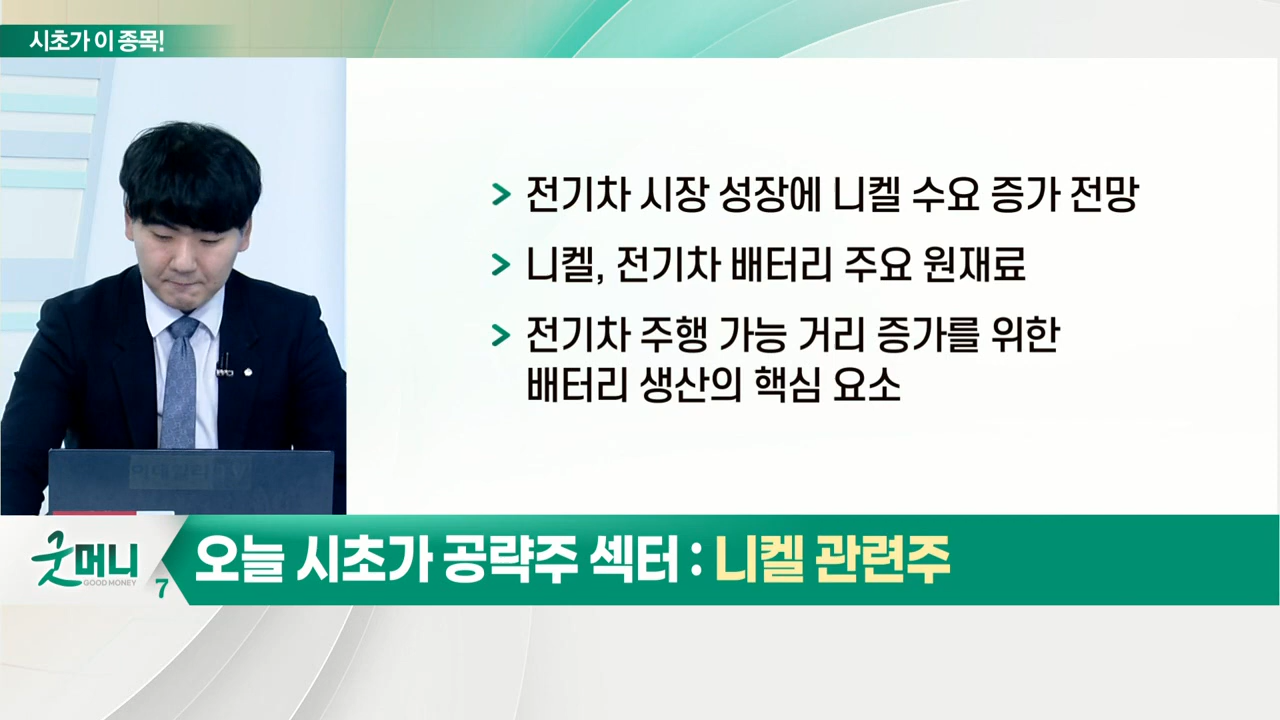 시초가 이 종목!
> 전기차 시장 성장에 니켈 수요 증가 전망
> 니켈, 전기차 배터리 주요 원재료
> 전기차 주행 가능 거리 증가를 위한
배터리 생산의 핵심 요소
굿머니
GOOD MONEY
7
오늘 시초가 공략주 섹터 : 니켈 관련주